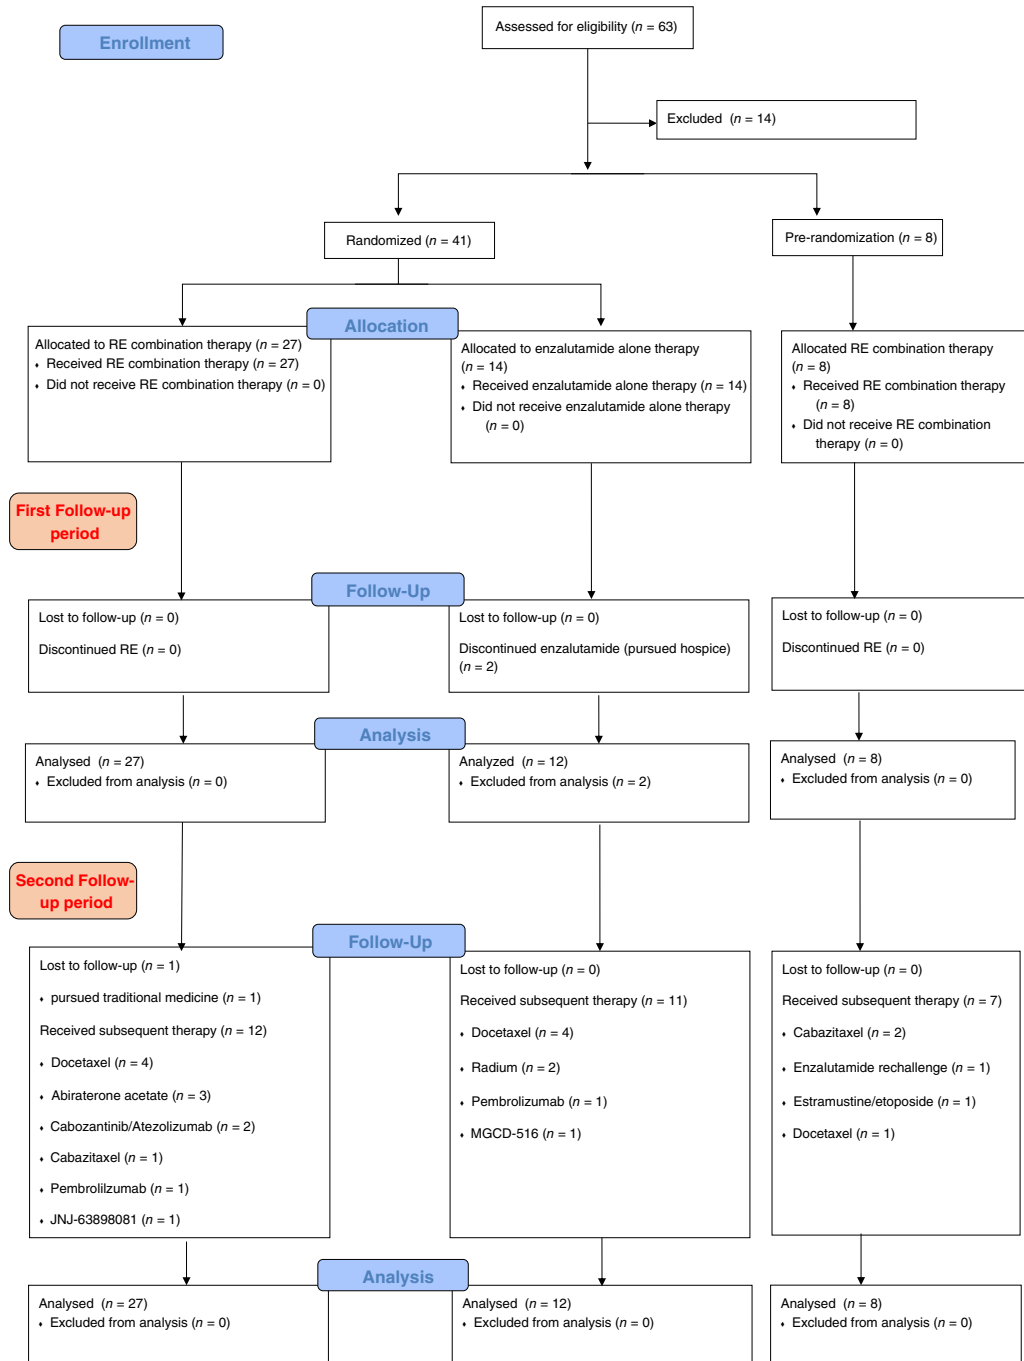 Enrollment
Assessed for eligibility (n = 63)
Excluded (n = 14)
Randomized (n = 41)
Pre-randomization (n = 8)
Allocation
Allocated to RE combination therapy (n = 27)
♦ Received RE combination therapy (n = 27)
♦ Did not receive RE combination therapy (n = 0)
Allocated to enzalutamide alone therapy
(n = 14)
♦ Received enzalutamide alone therapy (n = 14)
♦ Did not receive enzalutamide alone therapy
(n = 0)
Allocated RE combination therapy
(n = 8)
♦ Received RE combination therapy
(n = 8)
♦ Did not receive RE combination
therapy (n = 0)
First Follow-up
period
Follow-Up
Lost to follow-up (n = 0)
Discontinued RE (n = 0)
Lost to follow-up (n = 0)
Discontinued enzalutamide (pursued hospice)
(n = 2)
Lost to follow-up (n = 0)
Discontinued RE (n = 0)
Analysis
Analysed (n = 27)
♦ Excluded from analysis (n = 0)
Analyzed (n = 12)
♦ Excluded from analysis (n = 2)
Analysed (n = 8)
♦ Excluded from analysis (n = 0)
Second Follow-
up period
Follow-Up
Lost to follow-up (n = 1)
♦ pursued traditional medicine (n = 1)
Received subsequent therapy (n = 12)
♦ Docetaxel (n = 4)
♦ Abiraterone acetate (n = 3)
♦ Cabozantinib/Atezolizumab (n = 2)
♦ Cabazitaxel (n = 1)
♦ Pembrolilzumab (n = 1)
♦ JNJ-63898081 (n = 1)
Lost to follow-up (n = 0)
Received subsequent therapy (n = 11)
♦ Docetaxel (n = 4)
♦ Radium (n = 2)
♦ Pembrolizumab (n = 1)
♦ MGCD-516 (n = 1)
Lost to follow-up (n = 0)
Received subsequent therapy (n = 7)
♦ Cabazitaxel (n = 2)
♦ Enzalutamide rechallenge (n = 1)
♦ Estramustine/etoposide (n = 1)
♦ Docetaxel (n = 1)
Analysis
Analysed (n = 27)
♦ Excluded from analysis (n = 0)
Analysed (n = 12)
♦ Excluded from analysis (n = 0)
Analysed (n = 8)
♦ Excluded from analysis (n = 0)